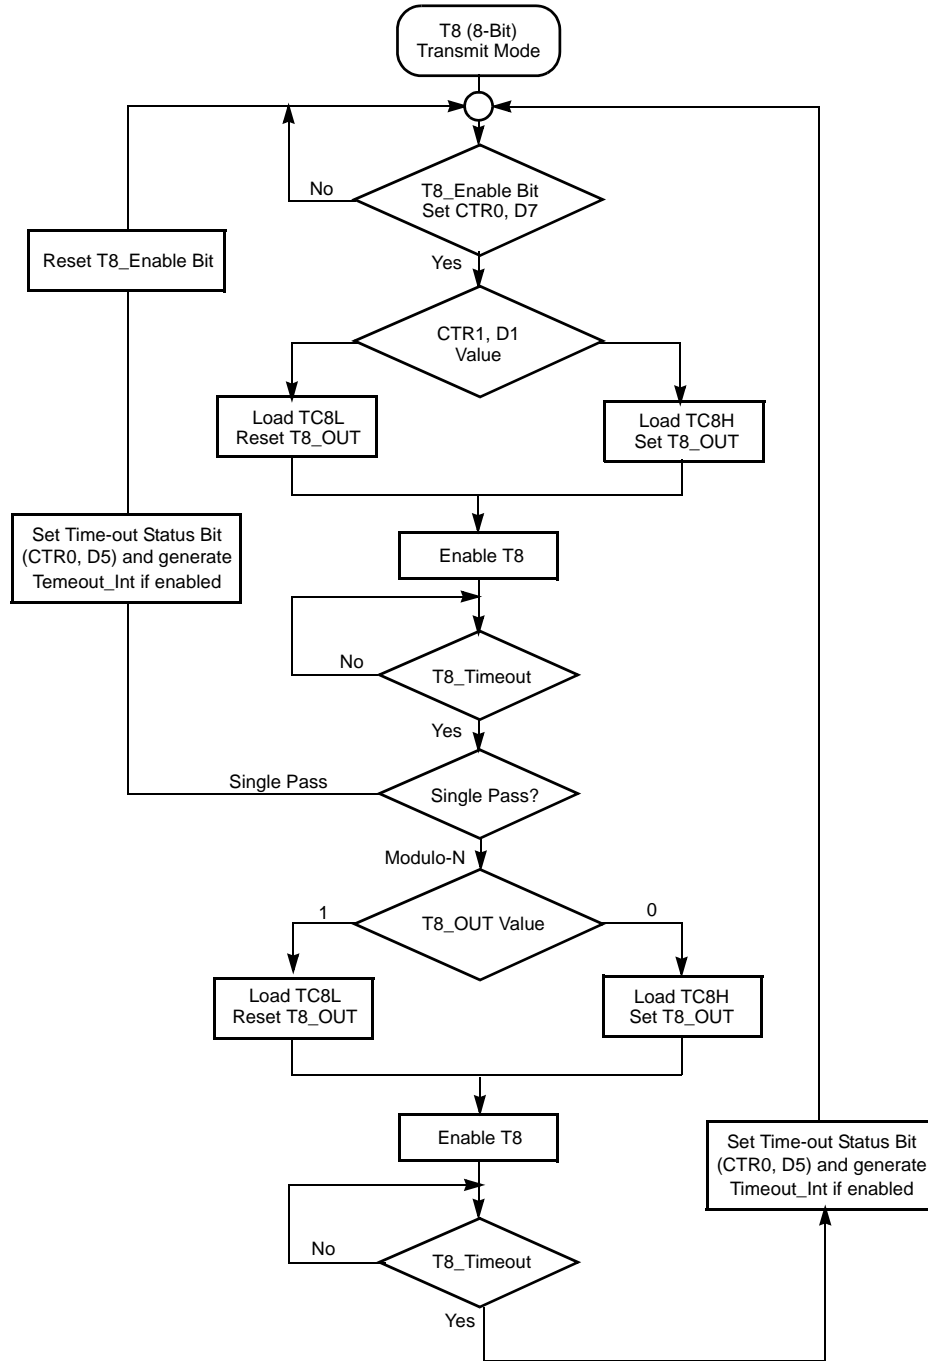 T8 (8-Bit)
Transmit Mode
No
T8_Enable Bit
Set CTR0, D7
Reset T8_Enable Bit
Yes
CTR1, D1
Value
Load TC8L
Reset T8_OUT
Load TC8H
Set T8_OUT
Set Time-out Status Bit
(CTR0, D5) and generate
Temeout_Int if enabled
Enable T8
No
T8_Timeout
Yes
Single Pass
Single Pass?
Modulo-N
1
T8_OUT Value
0
Load TC8L
Reset T8_OUT
Load TC8H
Set T8_OUT
Enable T8
Set Time-out Status Bit
(CTR0, D5) and generate
Timeout_Int if enabled
No
T8_Timeout
Yes